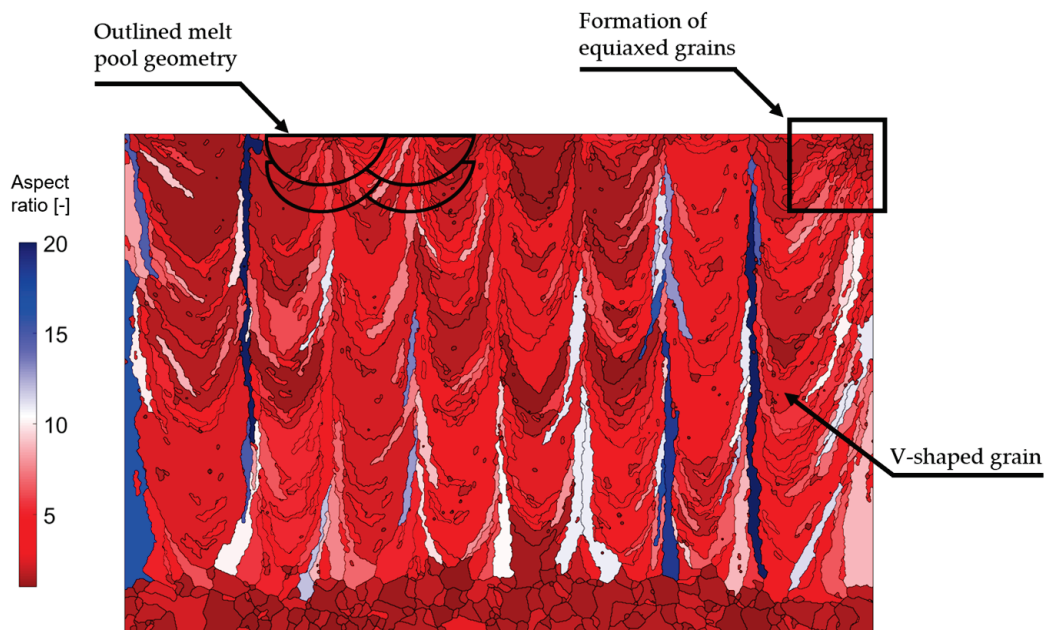 Outlined melt
pool geometry
Formation of
equiaxed grains
Aspect
ratio [-]
20
15
10
5
V-shaped grain